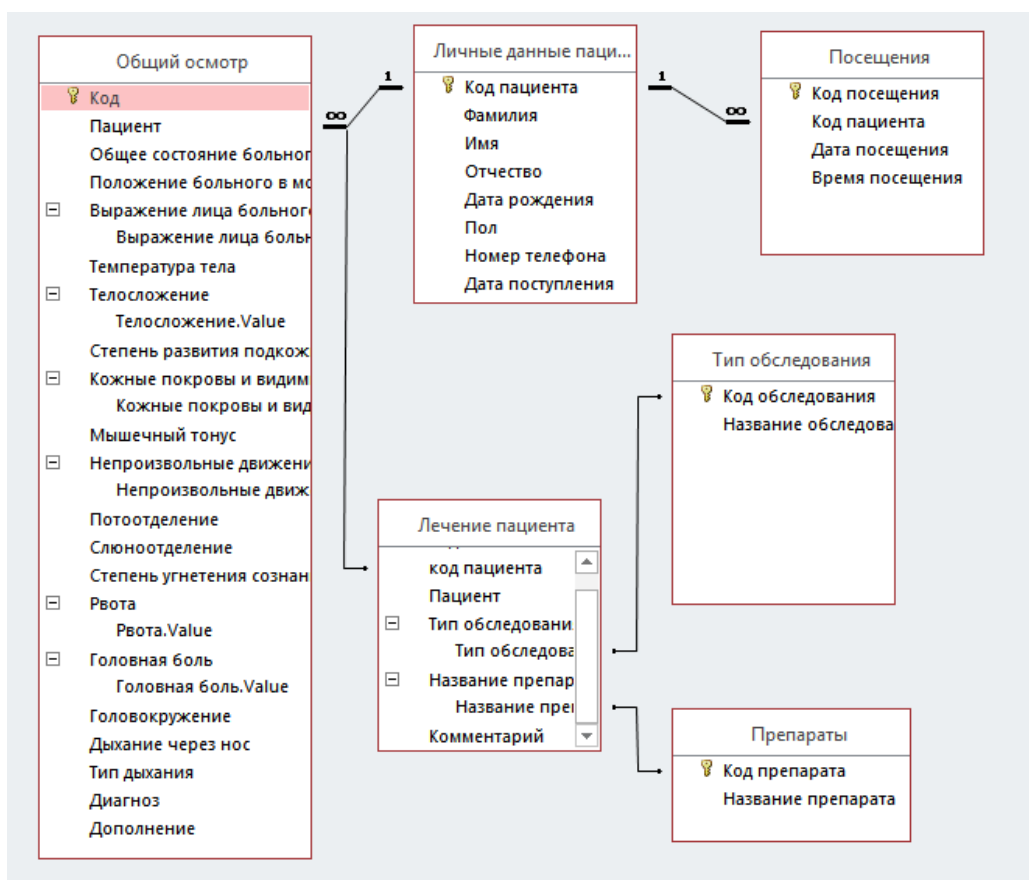 Общий осмотр
Код
Пациент
Общее состояние больног
Положение больного в мо
Выражение лица больног
Выражение лица больн
Температура тела
Телосложение
Телосложение.Value
Степень развития подкож
Кожные покровы и видим
Кожные покровы и вид
Мышечный тонус
Непроизвольные движени
Непроизвольные движ
Потоотделение
Слюноотделение
Степень угнетения сознан
Рвота
Рвота.Value
Головная боль
Головная боль.Value
Головокружение
Дыхание через нос
Тип дыхания
Диагноз
Дополнение
∞
1
Личные данные паци...
Код пациента
Фамилия
Имя
Отчество
Дата рождения
Пол
Номер телефона
Дата поступления
1
∞
Посещения
Код посещения
Код пациента
Дата посещения
Время посещения
Тип обследования
Код обследования
Название обследова
Лечение пациента
код пациента
Пациент
Тип обследовани
Тип обследова
Название препар
Название преп
Комментарий
Препараты
Код препарата
Название препарата